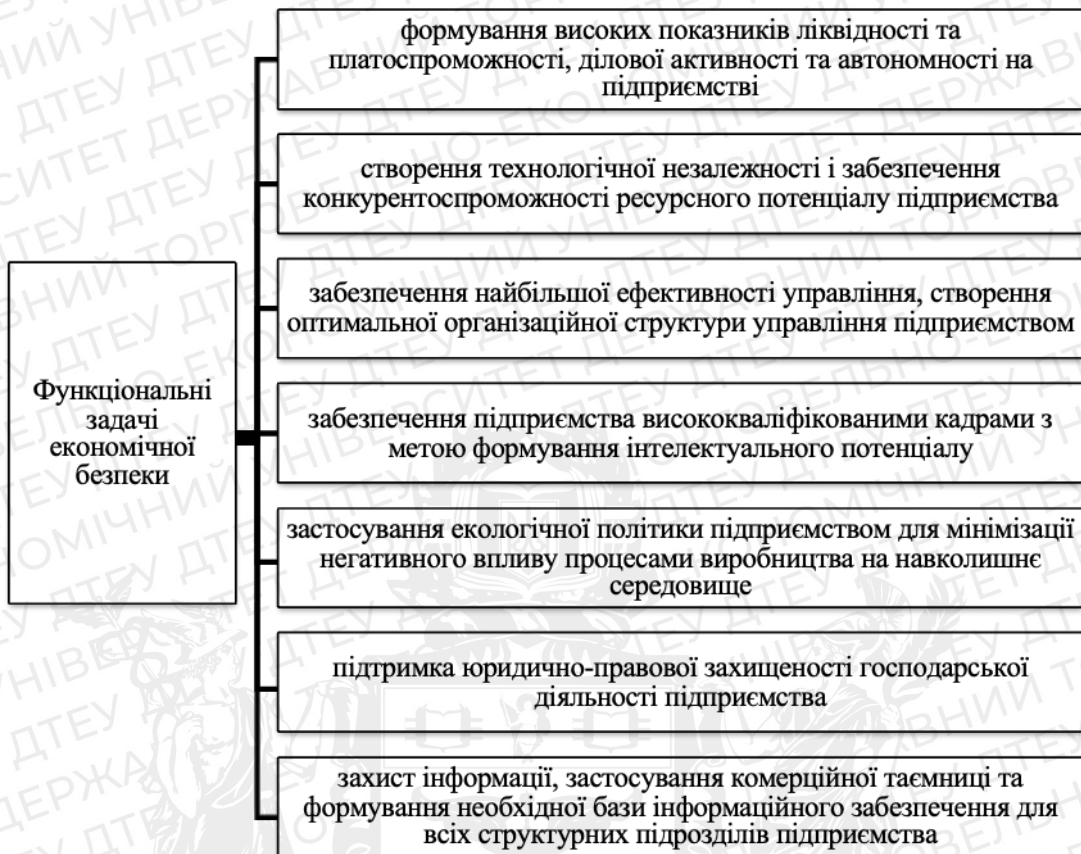 формування високих показників ліквідності та
платоспроможності, ділової активності та автономності на
підприємстві
створення технологічної незалежності і забезпечення
конкурентоспроможності ресурсного потенціалу підприємства
забезпечення найбільшої ефективності управління, створення
оптимальної організаційної структури управління підприємством
Функціональні
задачі
економічної
безпеки
забезпечення підприємства висококваліфікованими кадрами з
метою формування інтелектуального потенціалу
застосування екологічної політики підприємством для мінімізації
негативного впливу процесами виробництва на навколишнє
середовище
підтримка юридично-правової захищеності господарської
діяльності підприємства
захист інформації, застосування комерційної таємниці та
формування необхідної бази інформаційного забезпечення для
всіх структурних підрозділів підприємства